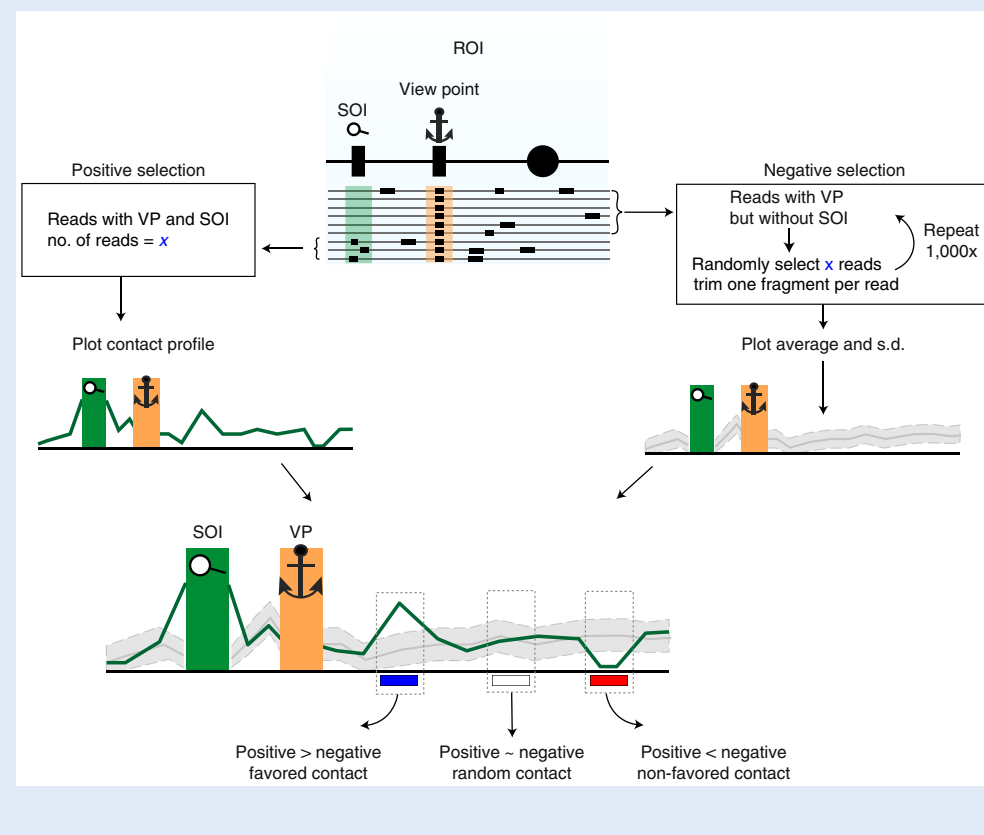 ROI
View point
SOI
Positive selection
Reads with VP and SOI
no. of reads = x
Negative selection
Reads with VP
but without SOI
Repeat
1,000x
Randomly select x reads
trim one fragment per read
Plot contact profile
Plot average and s.d.
SOI
VP
Positive > negative
favored contact
Positive ~ negative
random contact
Positive < negative
non-favored contact